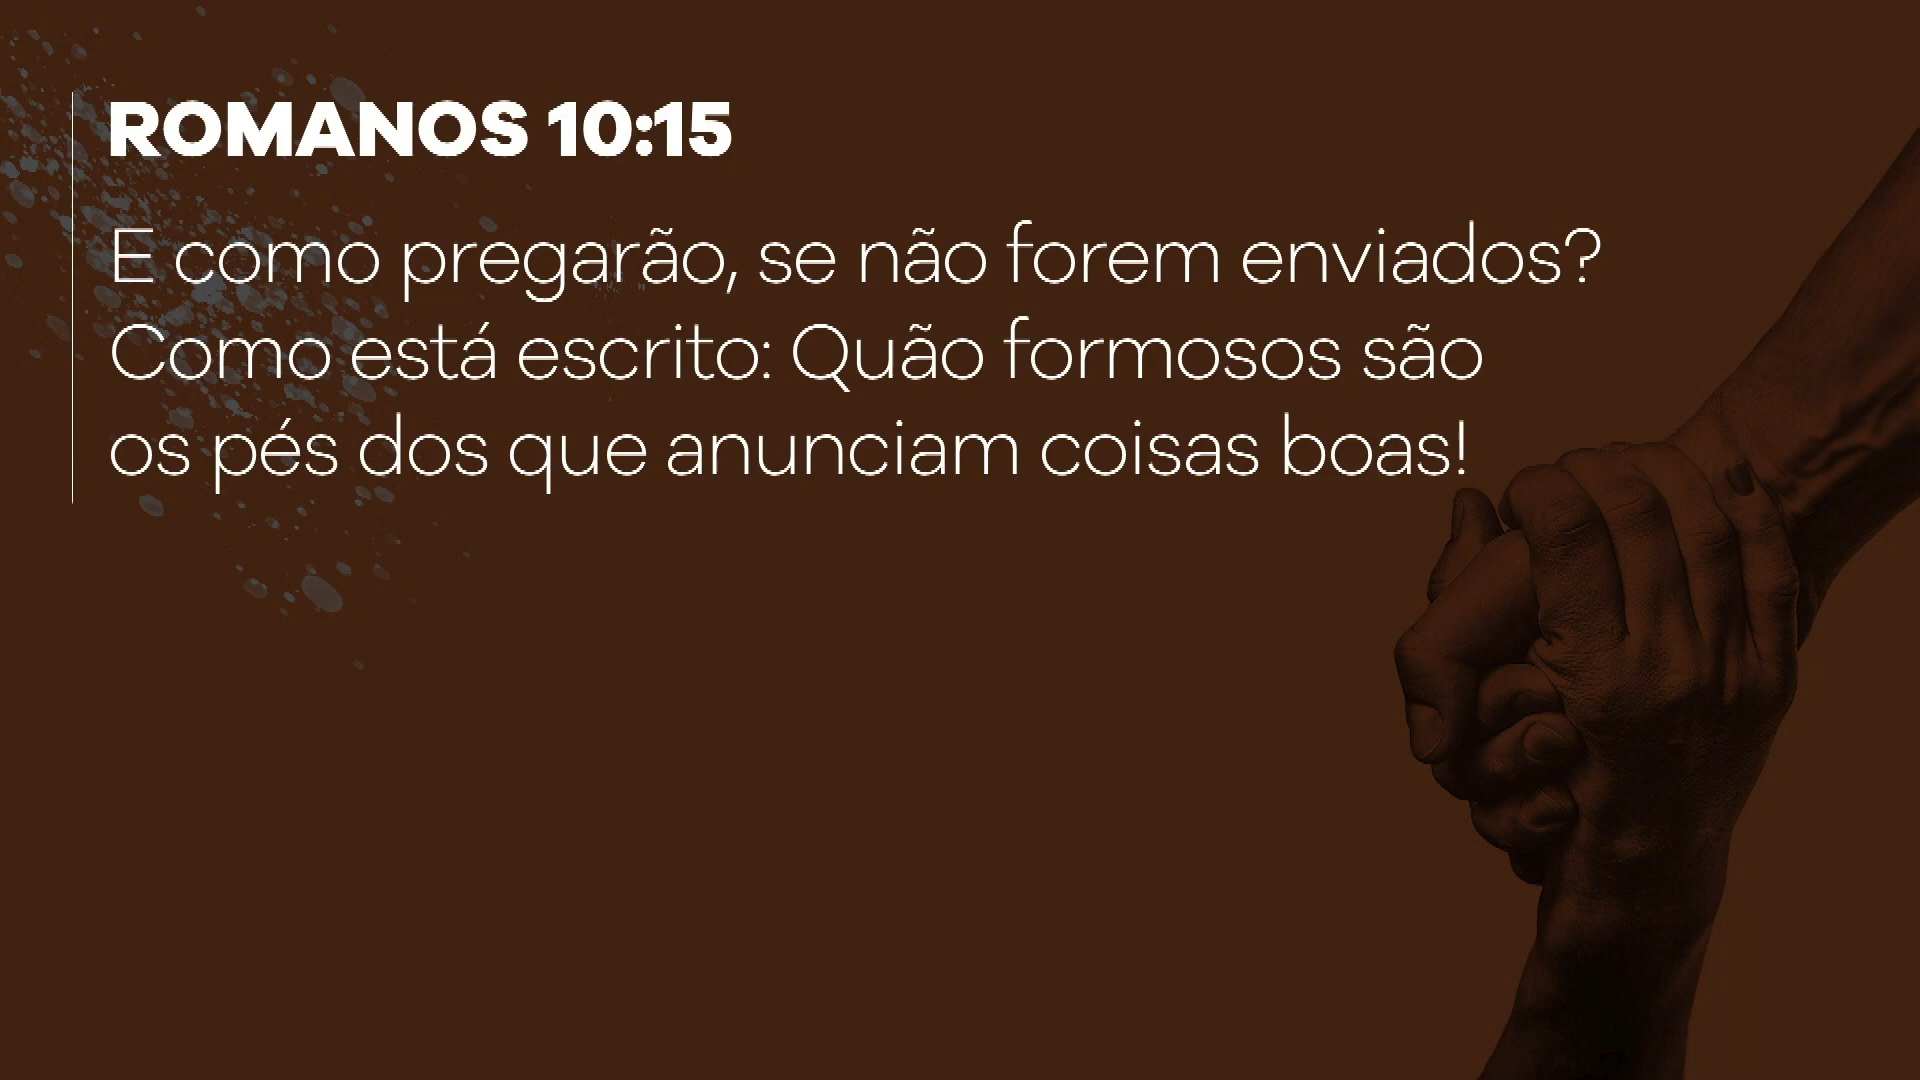 ROMANOS 10:15
E como pregarão, se não forem enviados?
Como está escrito: Quão formosos são
os pés dos que anunciam coisas boas!